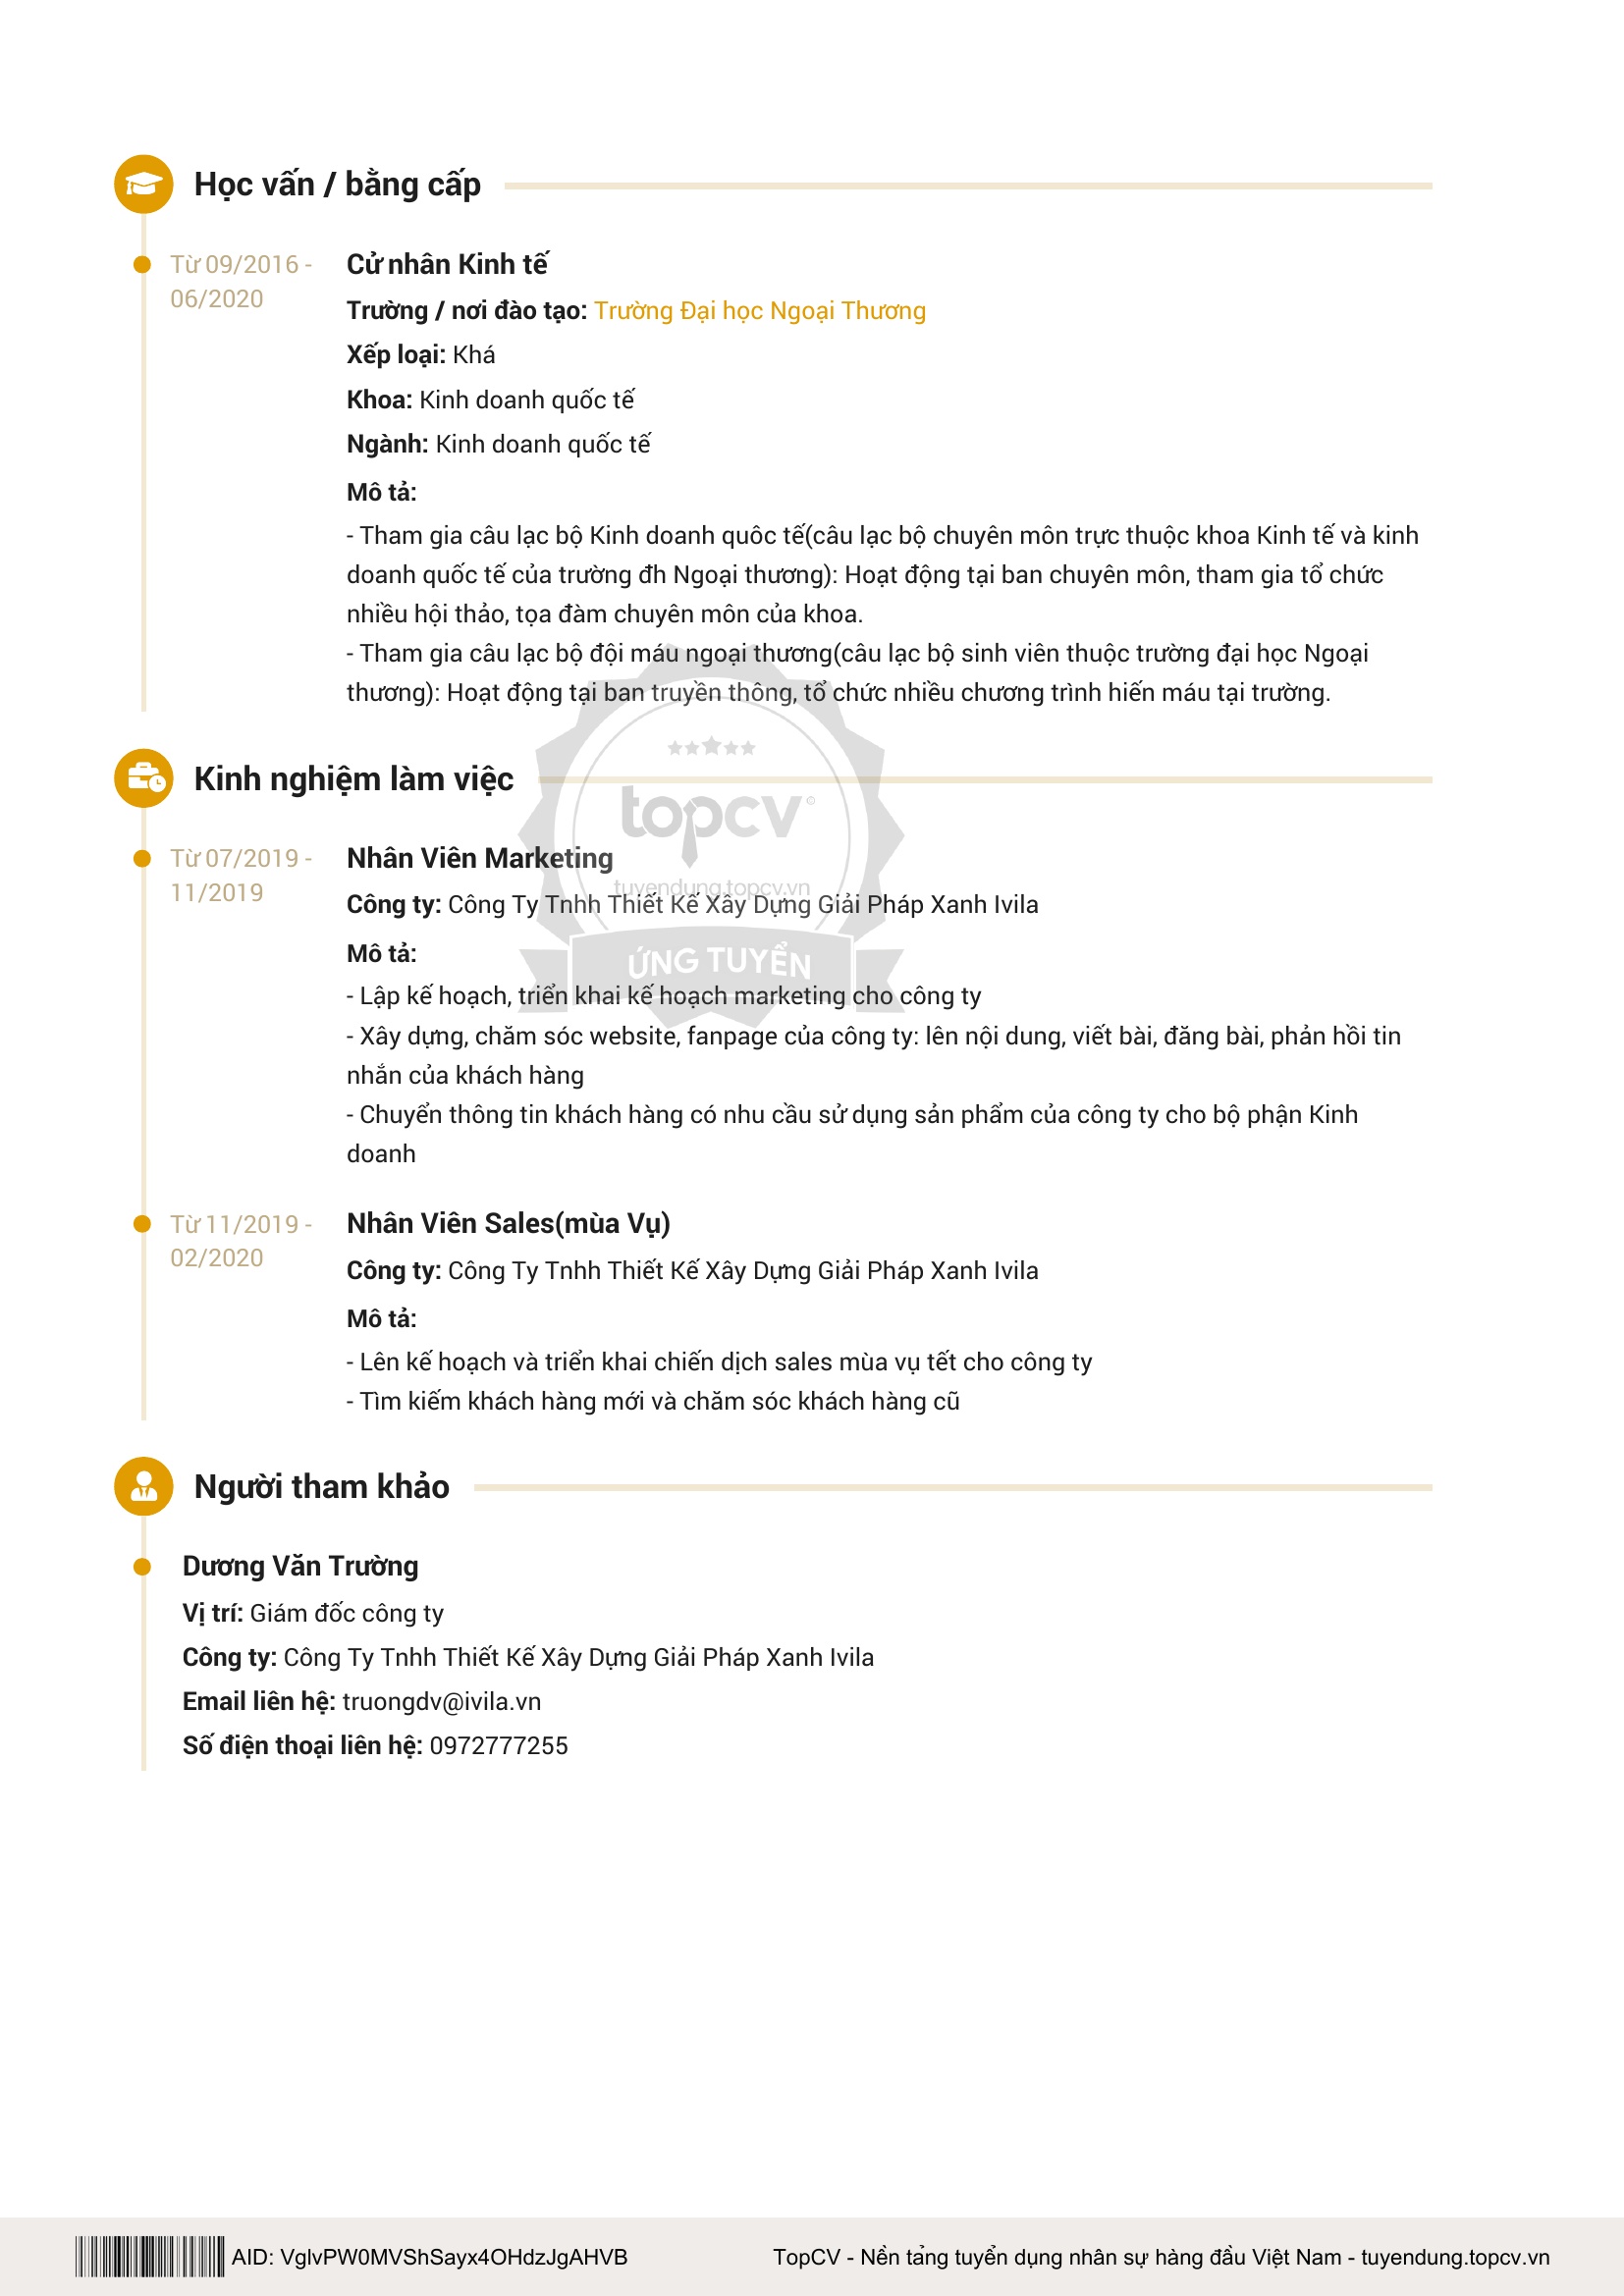 Học vấn / bằng cấp
Từ 09/2016 -
06/2020
Cử nhân Kinh tế
Trường / nơi đào tạo: Trường Đại học Ngoại Thương
Xếp loại: Khá
Khoa: Kinh doanh quốc tế
Ngành: Kinh doanh quốc tế
Mô tả:
- Tham gia câu lạc bộ Kinh doanh quôc tế(câu lạc bộ chuyên môn trực thuộc khoa Kinh tế và kinh
doanh quốc tế của trường đh Ngoại thương): Hoạt động tại ban chuyên môn, tham gia tổ chức
nhiều hội thảo, tọa đàm chuyên môn của khoa.
- Tham gia câu lạc bộ đội máu ngoại thương(câu lạc bộ sinh viên thuộc trường đại học Ngoại
thương): Hoạt động tại ban truyền thông, tổ chức nhiều chương trình hiến máu tại trường.
Kinh nghiệm làm việc
topcv
tuyendung.topcv.vn
ỨNG TUYỂN
Từ 07/2019 -
11/2019
Nhân Viên Marketing
Công ty: Công Ty Tnhh Thiết Kế Xây Dựng Giải Pháp Xanh Ivila
Mô tả:
- Lập kế hoạch, triển khai kế hoạch marketing cho công ty
- Xây dựng, chăm sóc website, fanpage của công ty: lên nội dung, viết bài, đăng bài, phản hồi tin
nhắn của khách hàng
- Chuyển thông tin khách hàng có nhu cầu sử dụng sản phẩm của công ty cho bộ phận Kinh
doanh
Từ 11/2019 -
02/2020
Nhân Viên Sales(mùa Vụ)
Công ty: Công Ty Tnhh Thiết Kế Xây Dựng Giải Pháp Xanh Ivila
Mô tả:
- Lên kế hoạch và triển khai chiến dịch sales mùa vụ tết cho công ty
- Tìm kiếm khách hàng mới và chăm sóc khách hàng cũ
Người tham khảo
Dương Văn Trường
Vị trí: Giám đốc công ty
Công ty: Công Ty Tnhh Thiết Kế Xây Dựng Giải Pháp Xanh Ivila
Email liên hệ: truongdv@ivila.vn
Số điện thoại liên hệ: 0972777255
AID: VglvPW0MVShSayx4OHdzJgAHVB
TopCV - Nền tảng tuyển dụng nhân sự hàng đầu Việt Nam - tuyendung.topcv.vn